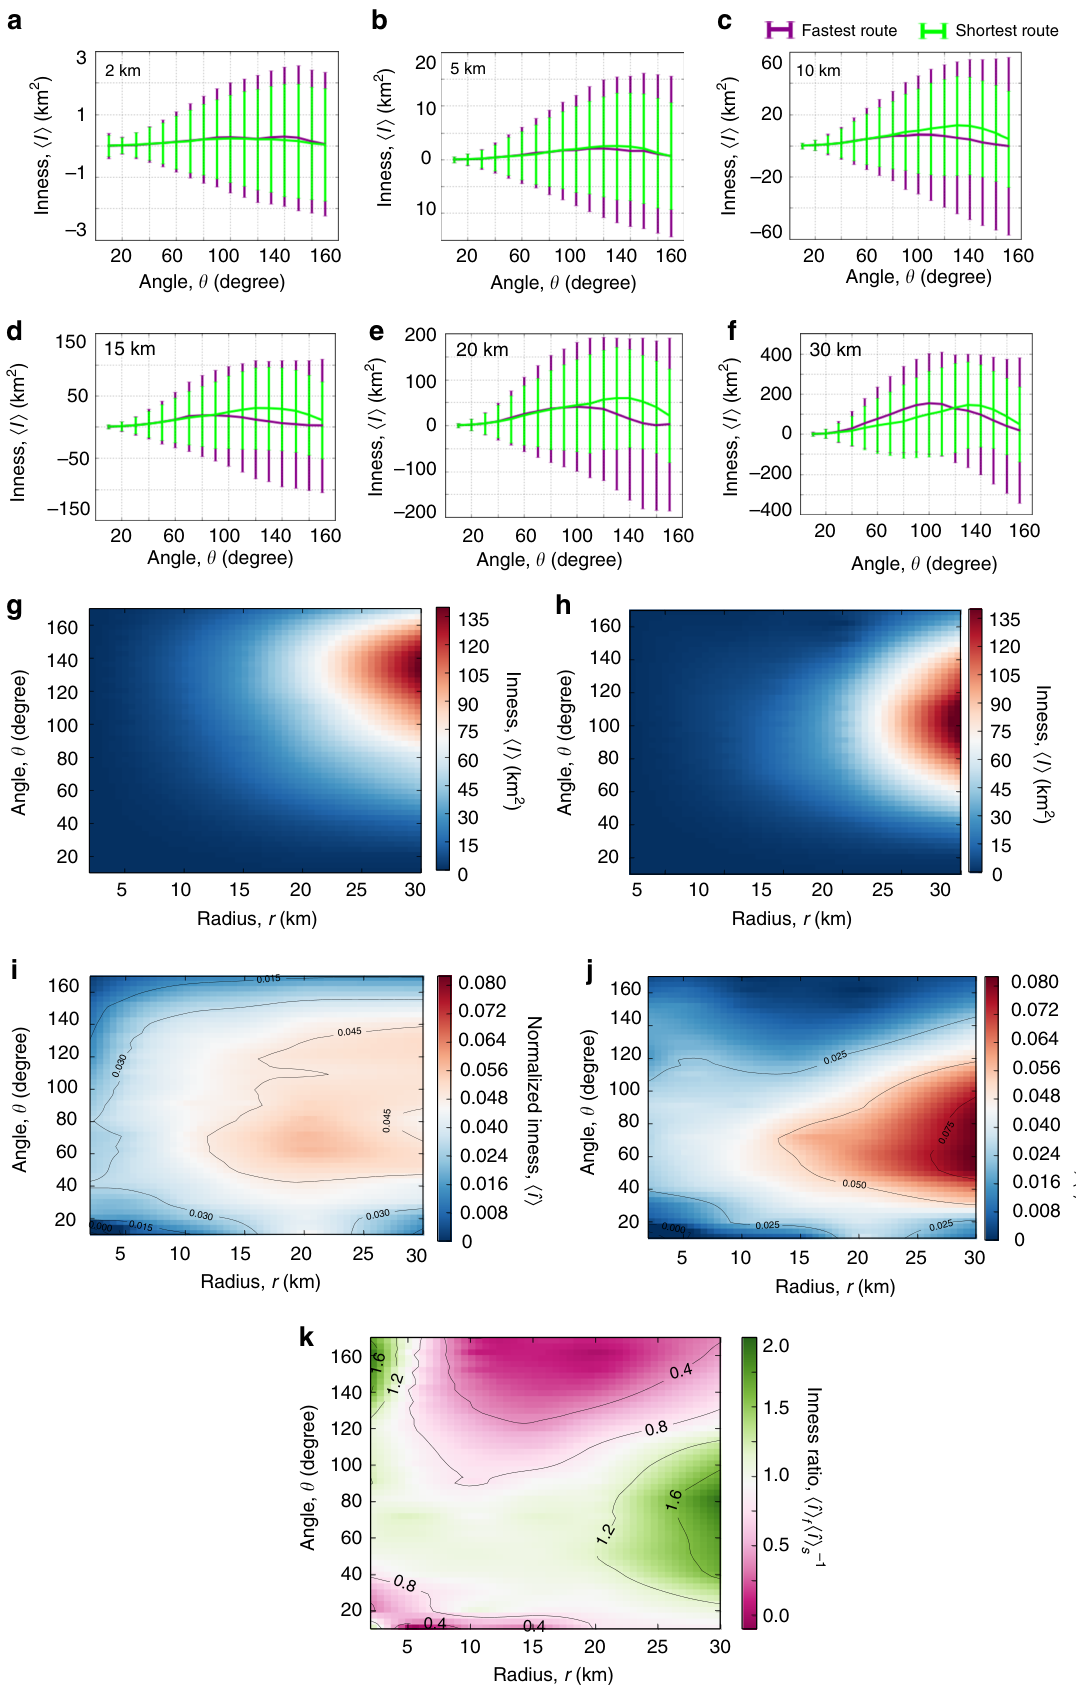 a
b
c
Fastest route
Shortest route
3
1
−1
−3
2 km
Inness, ⟨I⟩ (km²)
20 60 100 140 160
Angle, θ (degree)
20
10
0
10
5 km
Inness, ⟨I⟩ (km²)
20 60 100 140 160
Angle, θ (degree)
60
20
−20
−60
10 km
Inness, ⟨I⟩ (km²)
20 60 100 140 160
Angle, θ (degree)
d
150
50
−50
−150
15 km
Inness, ⟨I⟩ (km²)
20 60 100 140 160
Angle, θ (degree)
e
200
100
0
−100
−200
20 km
Inness, ⟨I⟩ (km²)
20 60 100 140 160
Angle, θ (degree)
f
400
200
0
−200
−400
30 km
Inness, ⟨I⟩ (km²)
20 60 100 140 160
Angle, θ (degree)
g
160
140
120
100
80
60
40
20
Angle, θ (degree)
5 10 15 20 25 30
Radius, r (km)
135
120
105
90
75
60
45
30
15
0
Inness, ⟨I⟩ (km²)
h
160
140
120
100
80
60
40
20
Angle, θ (degree)
5 10 15 20 25 30
Radius, r (km)
135
120
105
90
75
60
45
30
15
0
Inness, ⟨I⟩ (km²)
i
160
140
120
100
80
60
40
20
Angle, θ (degree)
0.015
0.045
0.030
0.045
0.030
0.030
0.000
0.015
5 10 15 20 25 30
Radius, r (km)
0.080
0.072
0.064
0.056
0.048
0.040
0.032
0.024
0.016
0.008
0
Normalized inness, ⟨Î⟩
j
160
140
120
100
80
60
40
20
Angle, θ (degree)
0.025
0.075
0.050
0.000
0.025
0.025
5 10 15 20 25 30
Radius, r (km)
0.080
0.072
0.064
0.056
0.048
0.040
0.032
0.024
0.016
0.008
0
k
160
140
120
100
80
60
40
20
Angle, θ (degree)
1.6
1.2
0.4
0.8
1.6
1.2
0.8
0.4
0.4
5 10 15 20 25 30
Radius, r (km)
2.0
1.5
1.0
0.5
0.0
Inness ratio, ⟨Î⟩f⟨Î⟩s⁻¹